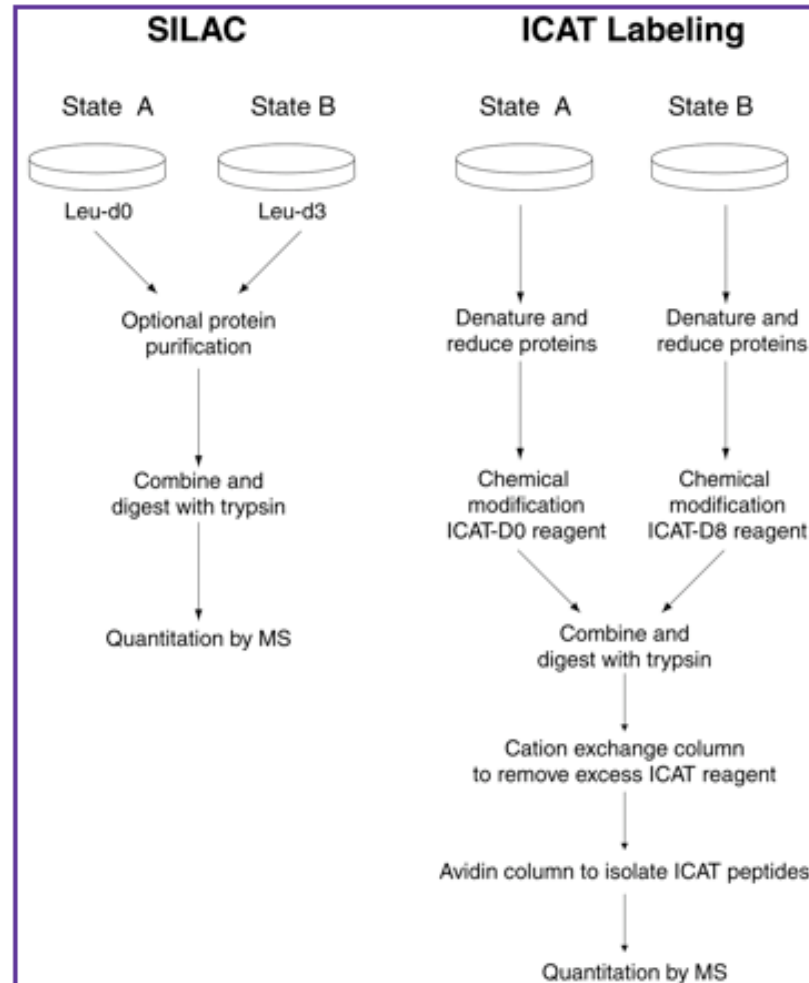 SILAC
State A
State B
Leu-d0
Leu-d3
Optional protein
purification
Combine and
digest with trypsin
Quantitation by MS
ICAT Labeling
State A
State B
Denature and
reduce proteins
Denature and
reduce proteins
Chemical
modification
ICAT-D0 reagent
Chemical
modification
ICAT-D8 reagent
Combine and
digest with trypsin
Cation exchange column
to remove excess ICAT reagent
Avidin column to isolate ICAT peptides
Quantitation by MS